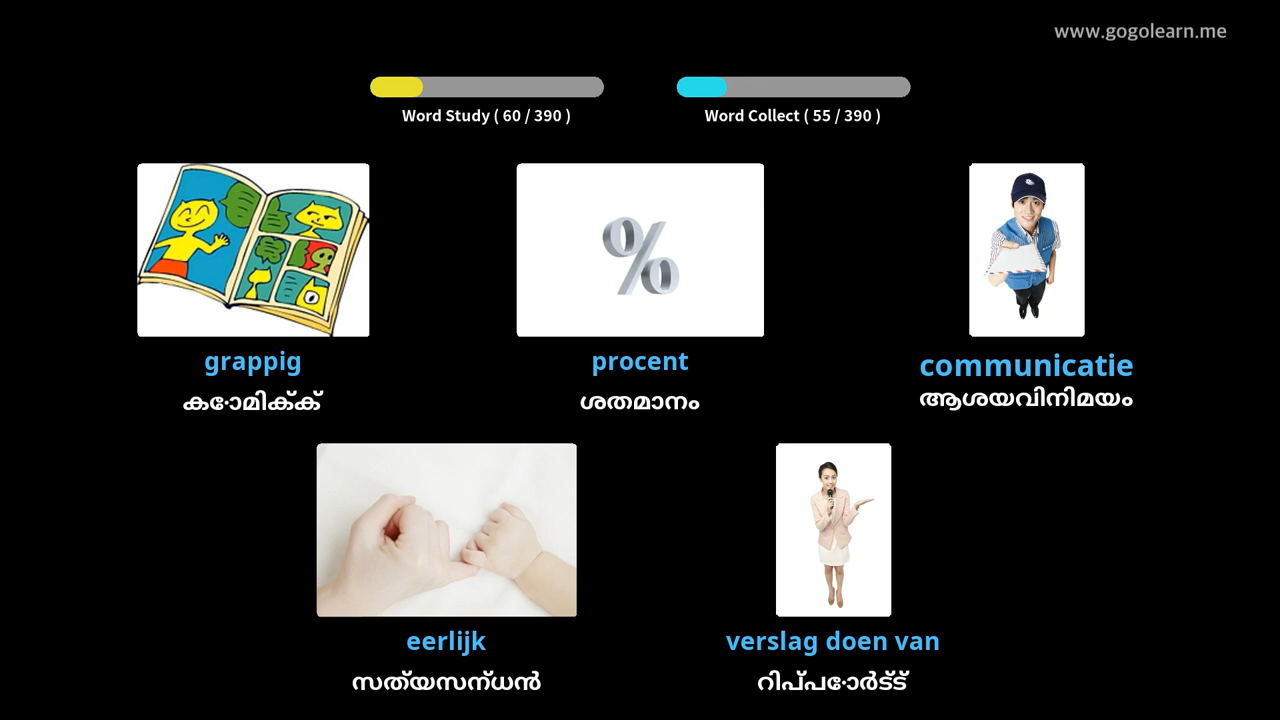 www.gogolearn.me
Word Study ( 60 / 390 )
Word Collect ( 55 / 390 )
grappig
കോമിക്ക്
procent
ശതമാനം
communicatie
ആശയവിനിമയം
eerlijk
സത്യസന്ധൻ
verslag doen van
റിപ്പോർട്ട്